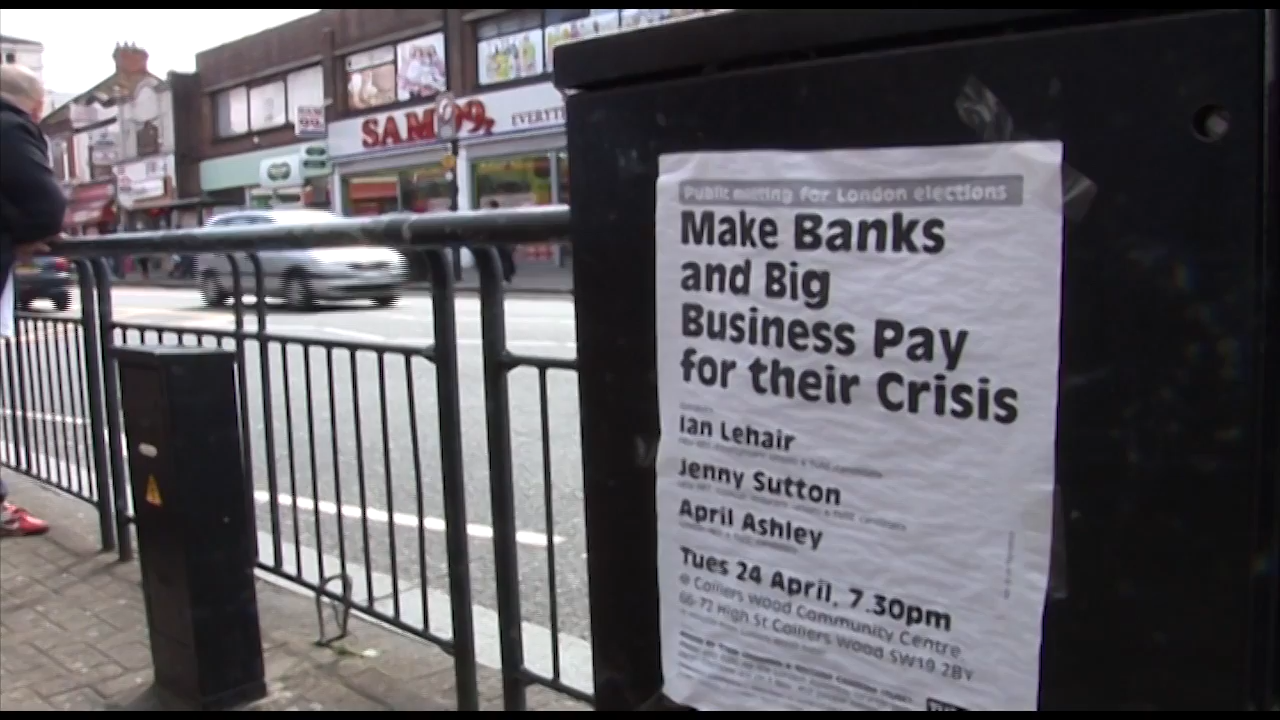 SAM 99p
EVERYT
Public meeting for London elections
Make Banks
and Big
Business Pay
for their Crisis
Ian Lehair
Jenny Sutton
April Ashley
Tues 24 April, 7.30pm
@ Colliers Wood Community Centre
66-72 High St Colliers Wood SW19 2BY